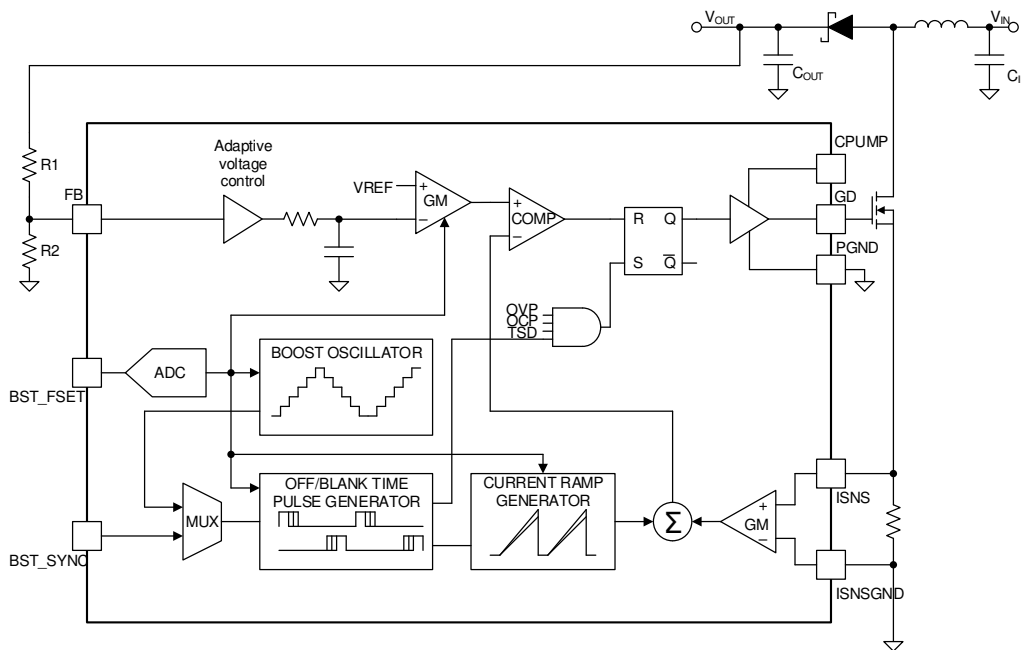 VOUT
VIN
COUT
CI
R1
R2
FB
Adaptive
voltage
control
VREF
+
GM
−
+
COMP
−
R Q
S Q̅
CPUMP
GD
PGND
OVP
OCP
TSD
BOOST OSCILLATOR
ADC
BST_FSET
OFF/BLANK TIME
PULSE GENERATOR
CURRENT RAMP
GENERATOR
MUX
BST_SYNC
Σ
+
GM
−
ISNS
ISNSGND